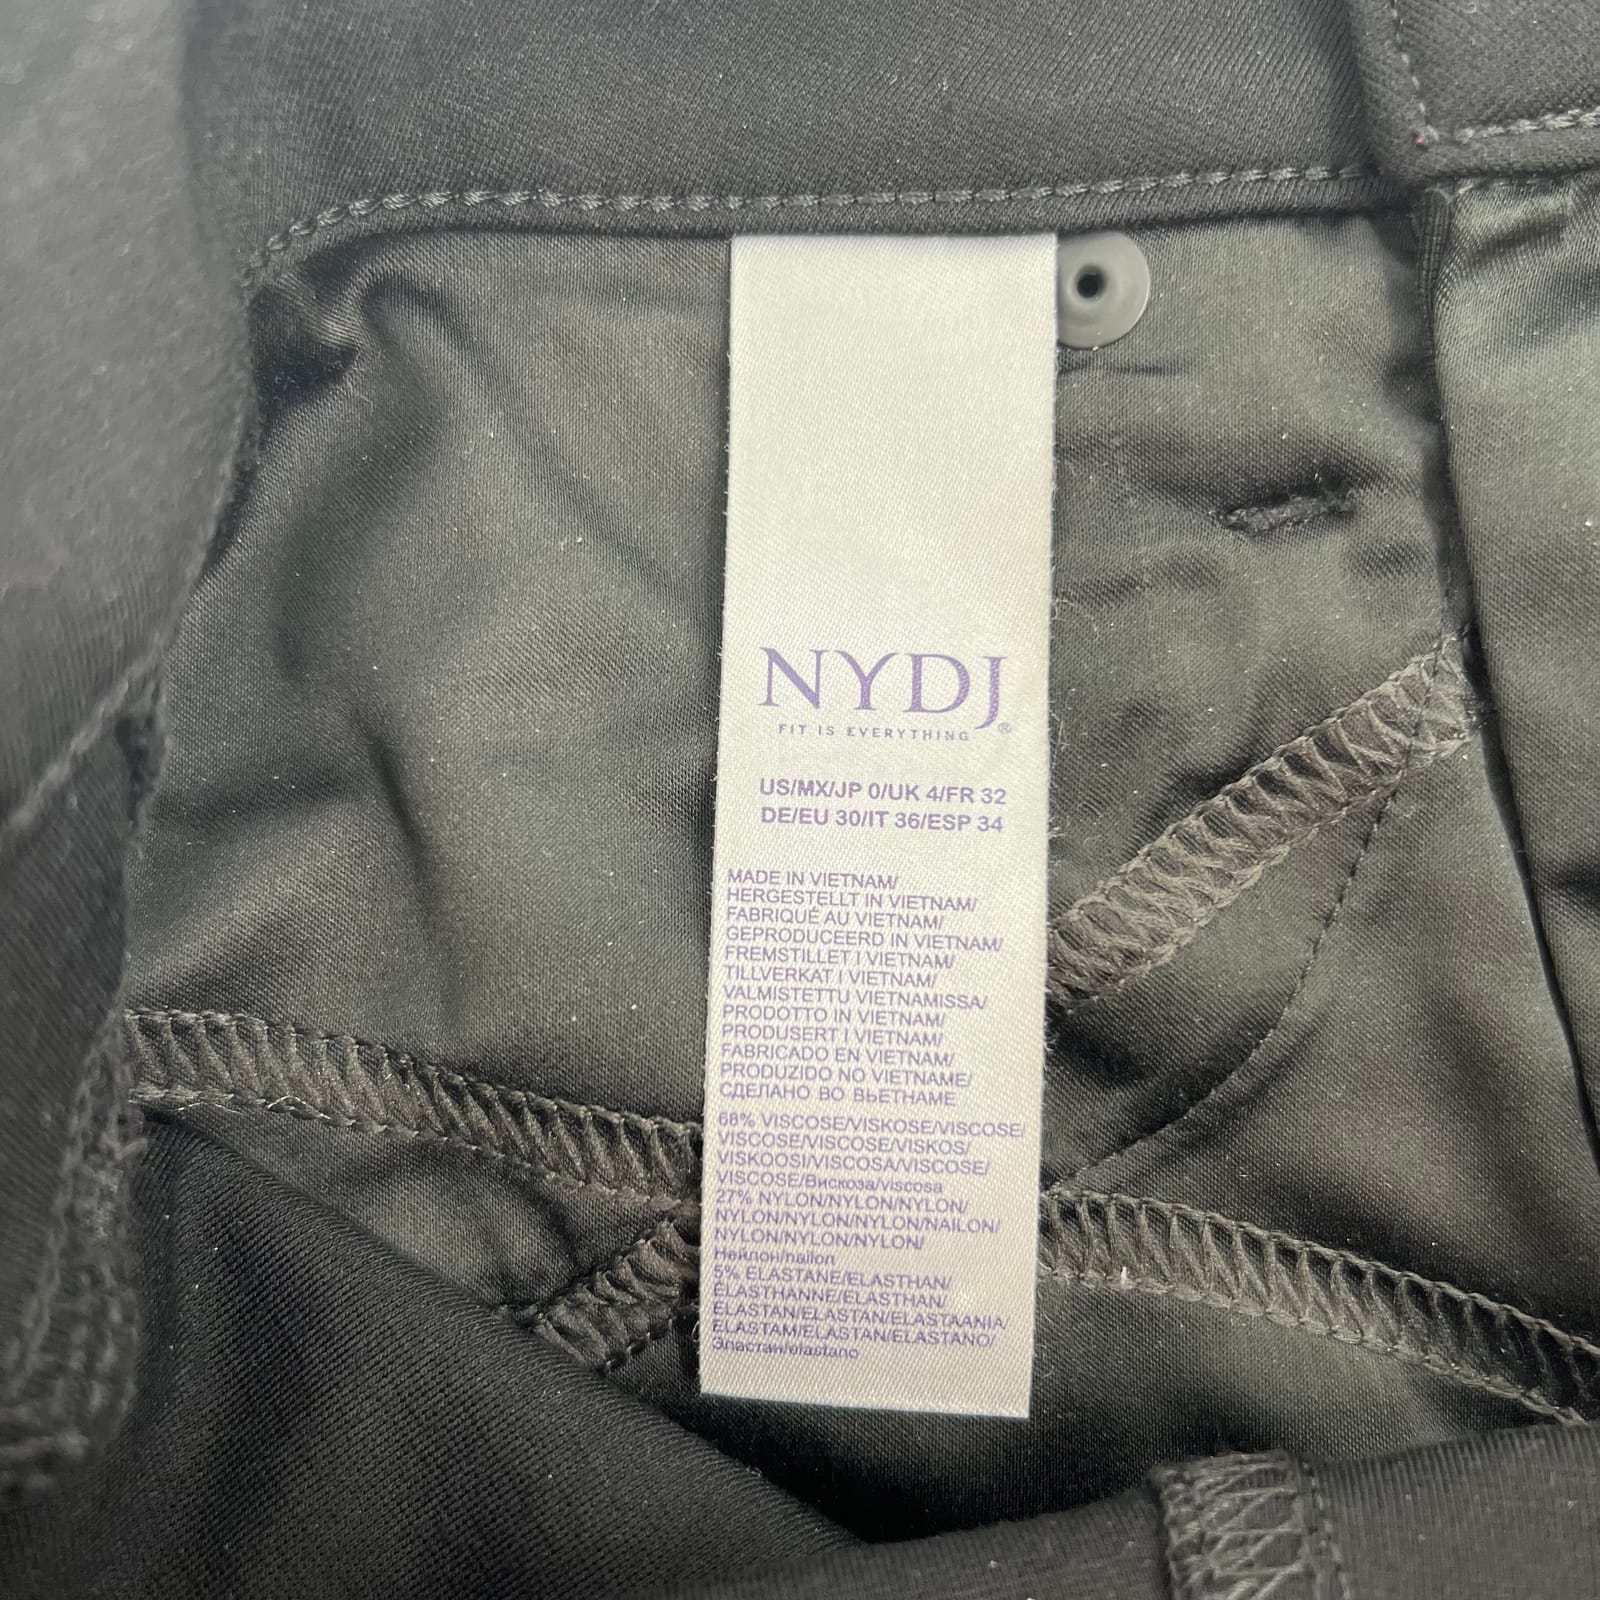 NYDJ®
FIT IS EVERYTHING
US/MX/JP 0/UK 4/FR 32
DE/EU 30/IT 36/ESP 34
MADE IN VIETNAM/
HERGESTELLT IN VIETNAM/
FABRIQUÉ AU VIETNAM/
GEPRODUCEERD IN VIETNAM/
FREMSTILLET I VIETNAM/
TILLVERKAT I VIETNAM/
VALMISTETTU VIETNAMISSA/
PRODOTTO IN VIETNAM/
PRODUSERT I VIETNAM/
FABRICADO EN VIETNAM/
PRODUZIDO NO VIETNAME/
СДЕЛАНО ВО ВЬЕТНАМЕ
68% VISCOSE/VISKOSE/VISCOSE/
VISCOSE/VISCOSE/VISKOS/
VISKOOSI/VISCOSA/VISCOSE/
VISCOSE/Вискоза/viscosa
27% NYLON/NYLON/NYLON/
NYLON/NYLON/NYLON/NAILON/
NYLON/NYLON/NYLON/
Нейлон/nailon
5% ELASTANE/ELASTHAN/
ÉLASTHANNE/ELASTHAN/
ELASTAN/ELASTAN/ELASTAANIA/
ELASTAM/ELASTAN/ELASTANO/
Эластан/elastano